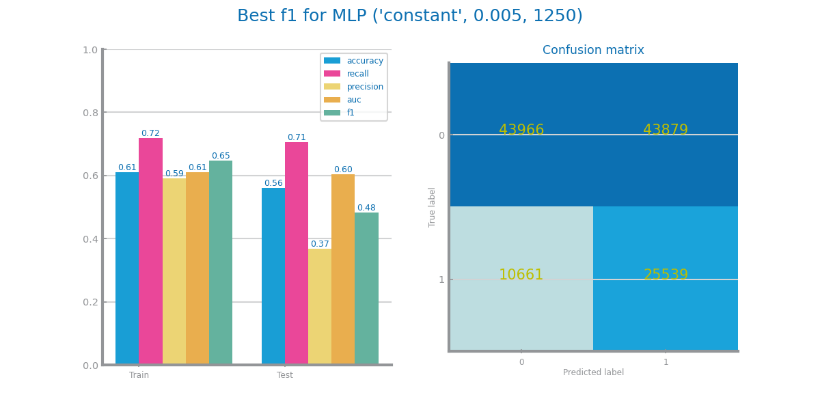 Best f1 for MLP ('constant', 0.005, 1250)
1.0
0.8
0.6
0.4
0.2
0.0
accuracy
recall
precision
auc
f1
0.61
0.72
0.59
0.61
0.65
0.56
0.71
0.37
0.60
0.48
Train
Test
Confusion matrix
True label
0
1
43966
43879
10661
25539
0
1
Predicted label